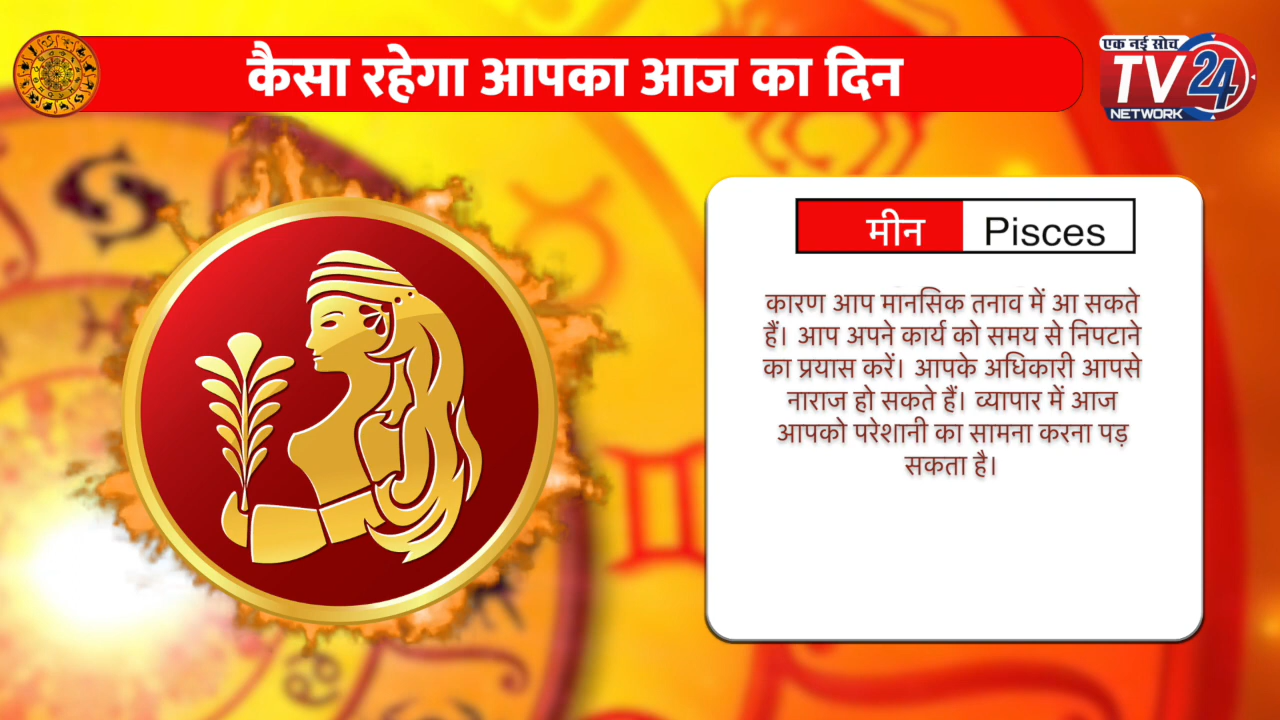 कैसा रहेगा आपका आज का दिन
एक नई सोच
TV24
NETWORK
मीन Pisces
कारण आप मानसिक तनाव में आ सकते
हैं। आप अपने कार्य को समय से निपटाने
का प्रयास करें। आपके अधिकारी आपसे
नाराज हो सकते हैं। व्यापार में आज
आपको परेशानी का सामना करना पड़
सकता है।